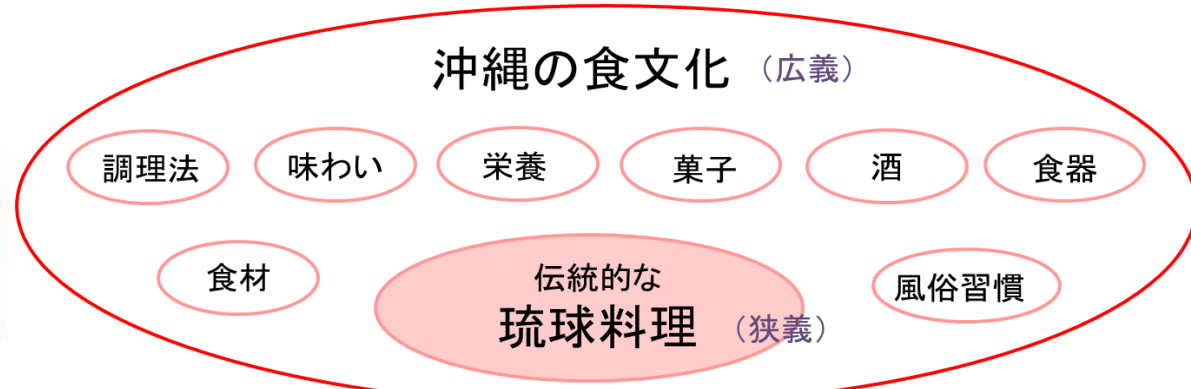 沖縄の食文化 （広義）
調理法 味わい 栄養 菓子 酒 食器
食材
伝統的な
琉球料理 （狭義）
風俗習慣